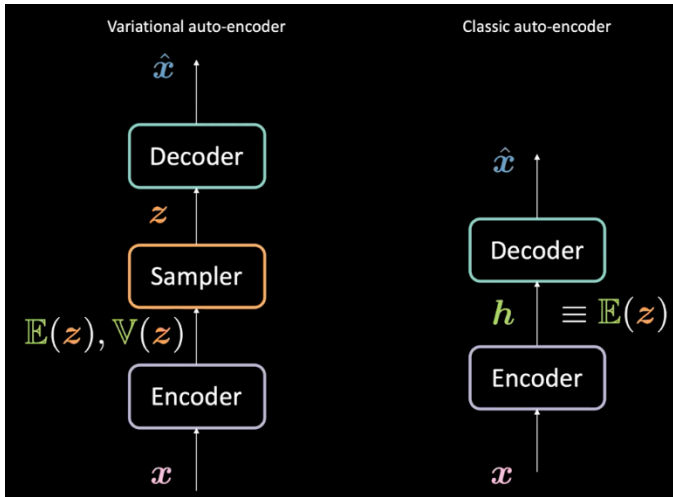 Variational auto-encoder
x̂
Decoder
z
Sampler
𝔼(z), 𝕍(z)
Encoder
x
Classic auto-encoder
x̂
Decoder
h ≡ 𝔼(z)
Encoder
x